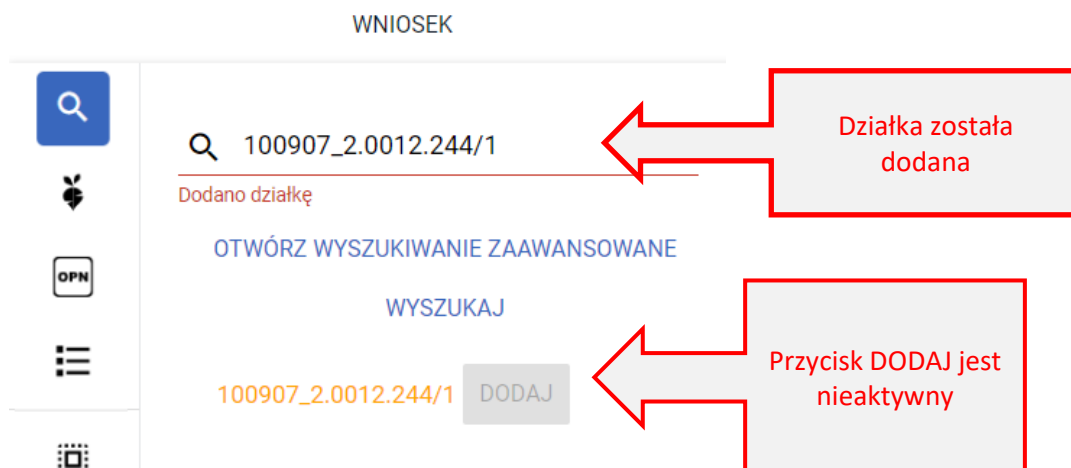 WNIOSEK
100907_2.0012.244/1
Działka została
dodana
Dodano działkę
OPN
OTWÓRZ WYSZUKIWANIE ZAAWANSOWANE
WYSZUKAJ
100907_2.0012.244/1 DODAJ
Przycisk DODAJ jest
nieaktywny